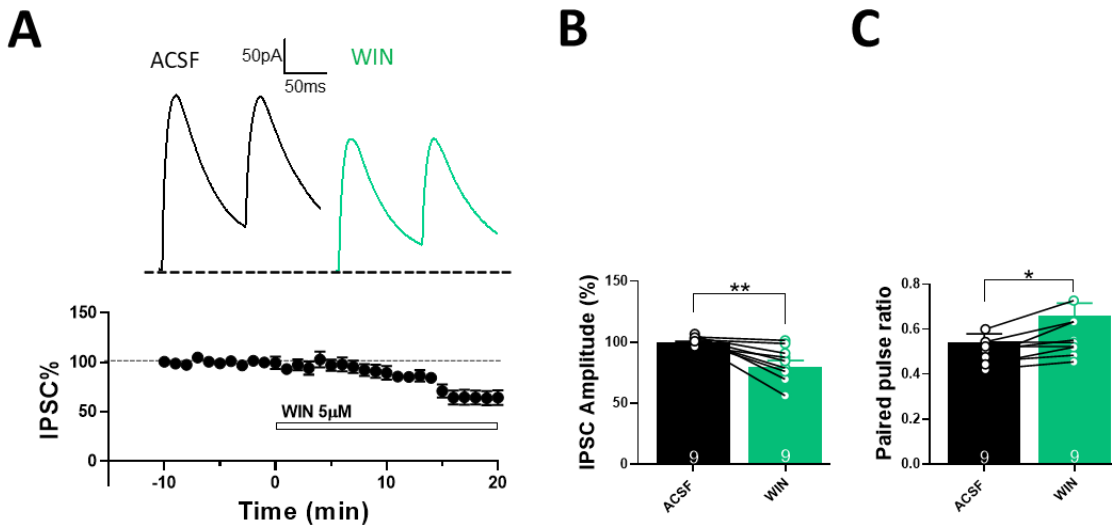 A
ACSF
50pA
50ms
WIN
IPSC%
150
100
50
0
WIN 5μM
-10
0
10
20
Time (min)
B
IPSC Amplitude (%)
150
100
50
0
**
9
9
ACSF
WIN
C
Paired pulse ratio
0.8
0.6
0.4
0.2
0.0
*
9
9
ACSF
WIN